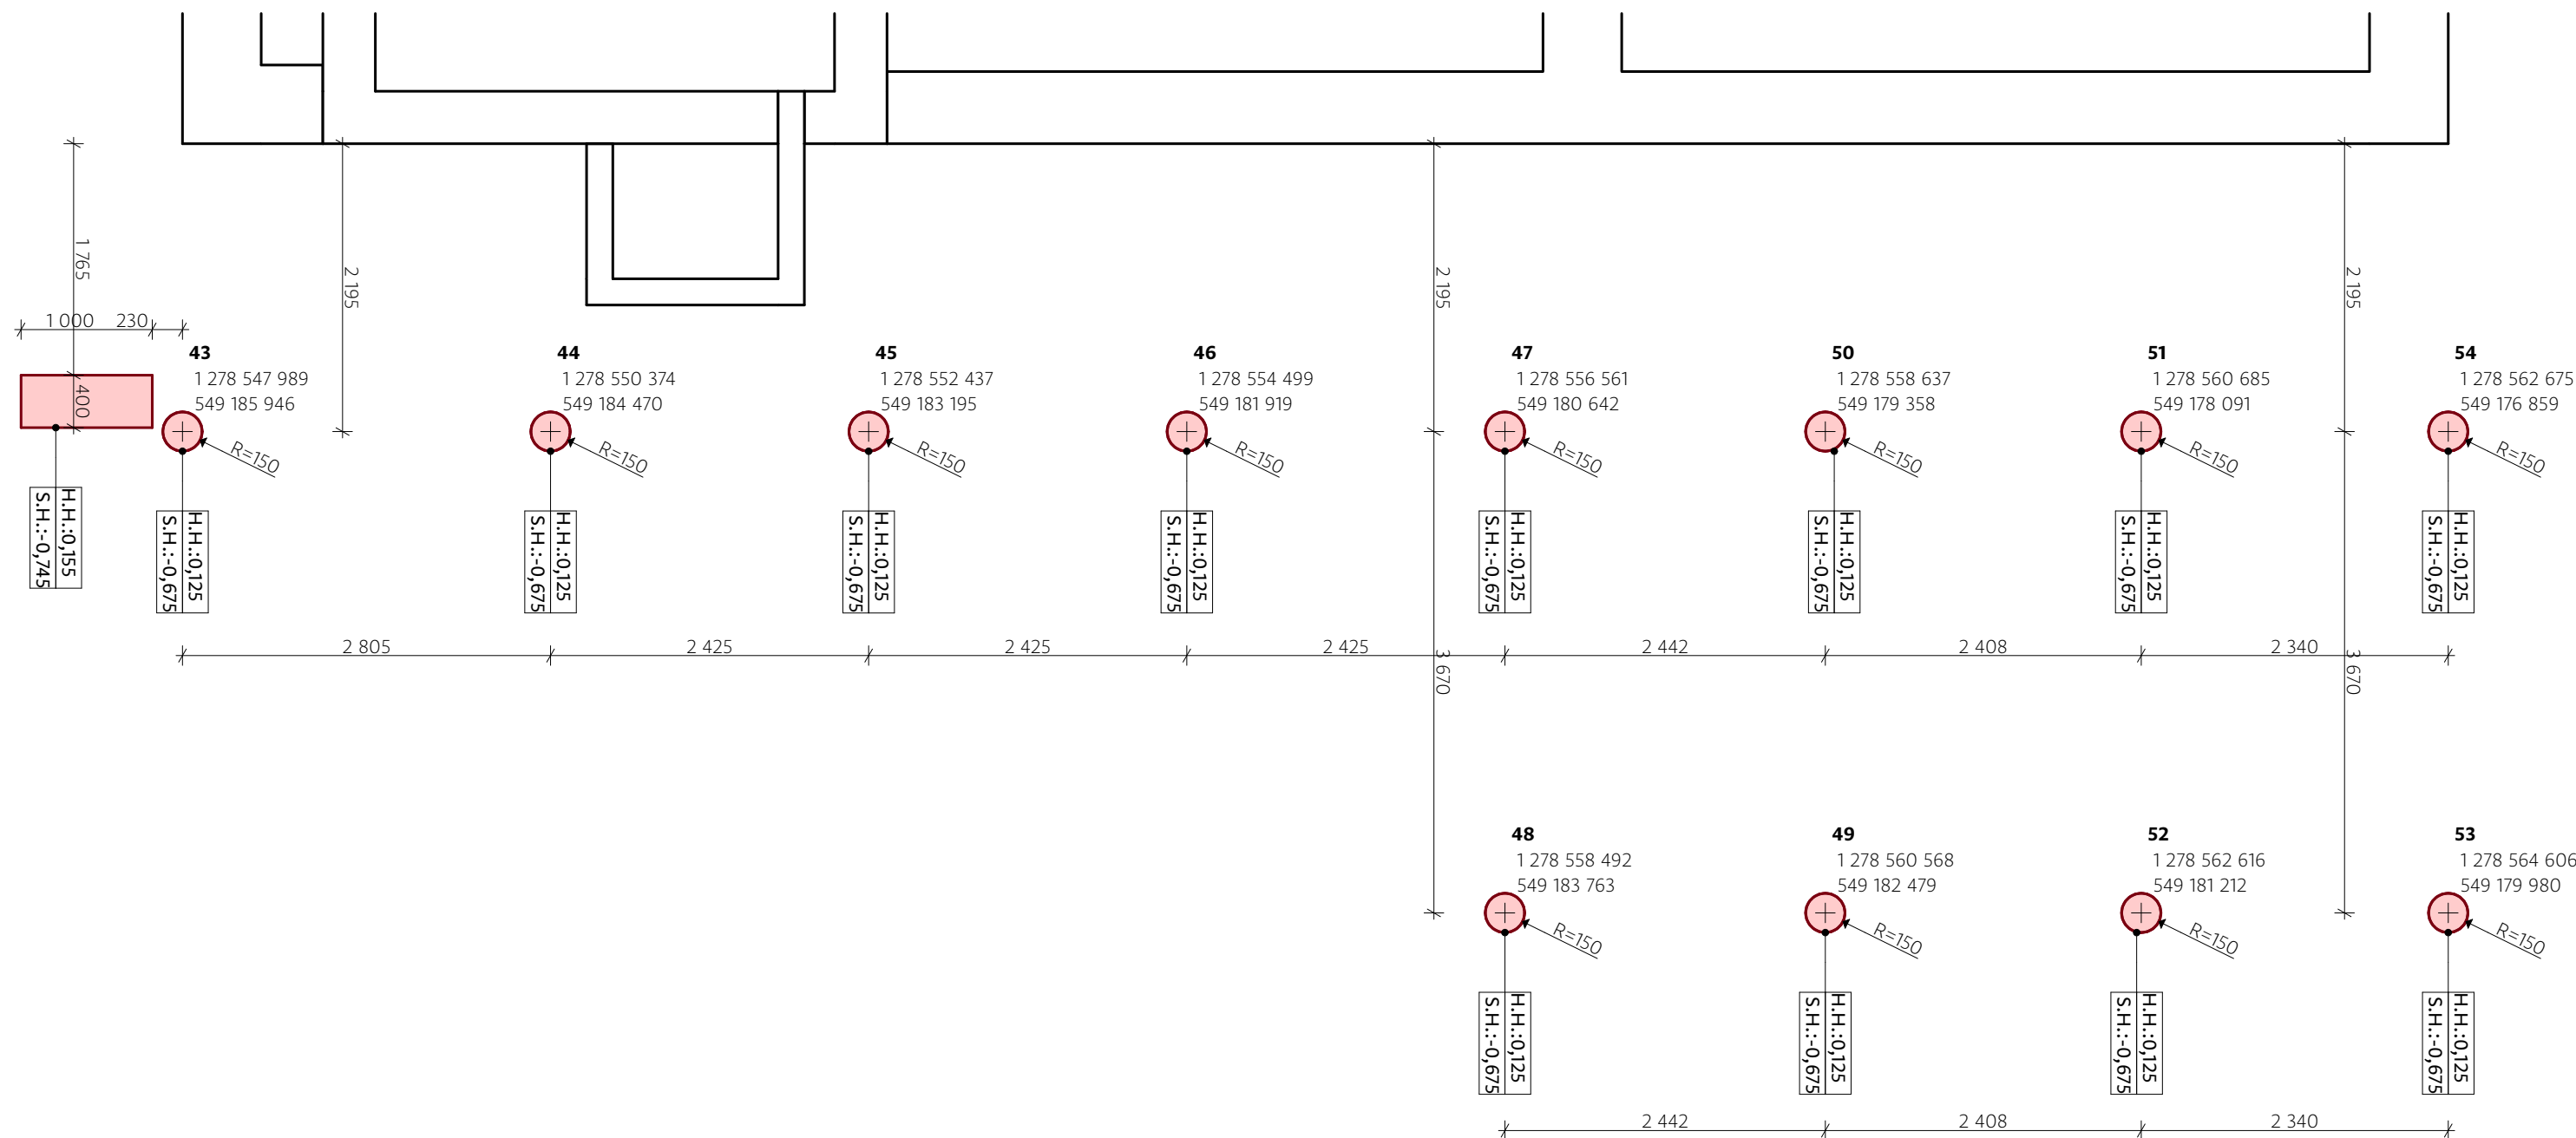 1 765
2 195
2 195
2 195
1 000
230
400
43
1 278 547 989
549 185 946
R=150
44
1 278 550 374
549 184 470
R=150
45
1 278 552 437
549 183 195
R=150
46
1 278 554 499
549 181 919
R=150
47
1 278 556 561
549 180 642
R=150
50
1 278 558 637
549 179 358
R=150
51
1 278 560 685
549 178 091
R=150
54
1 278 562 675
549 176 859
R=150
H.H.:0,155
S.H.:-0,745
H.H.:0,125
S.H.:-0,675
H.H.:0,125
S.H.:-0,675
H.H.:0,125
S.H.:-0,675
H.H.:0,125
S.H.:-0,675
H.H.:0,125
S.H.:-0,675
H.H.:0,125
S.H.:-0,675
H.H.:0,125
S.H.:-0,675
H.H.:0,125
S.H.:-0,675
2 805
2 425
2 425
2 425
2 442
2 408
2 340
3 670
3 670
48
1 278 558 492
549 183 763
R=150
49
1 278 560 568
549 182 479
R=150
52
1 278 562 616
549 181 212
R=150
53
1 278 564 606
549 179 980
R=150
H.H.:0,125
S.H.:-0,675
H.H.:0,125
S.H.:-0,675
H.H.:0,125
S.H.:-0,675
H.H.:0,125
S.H.:-0,675
2 442
2 408
2 340